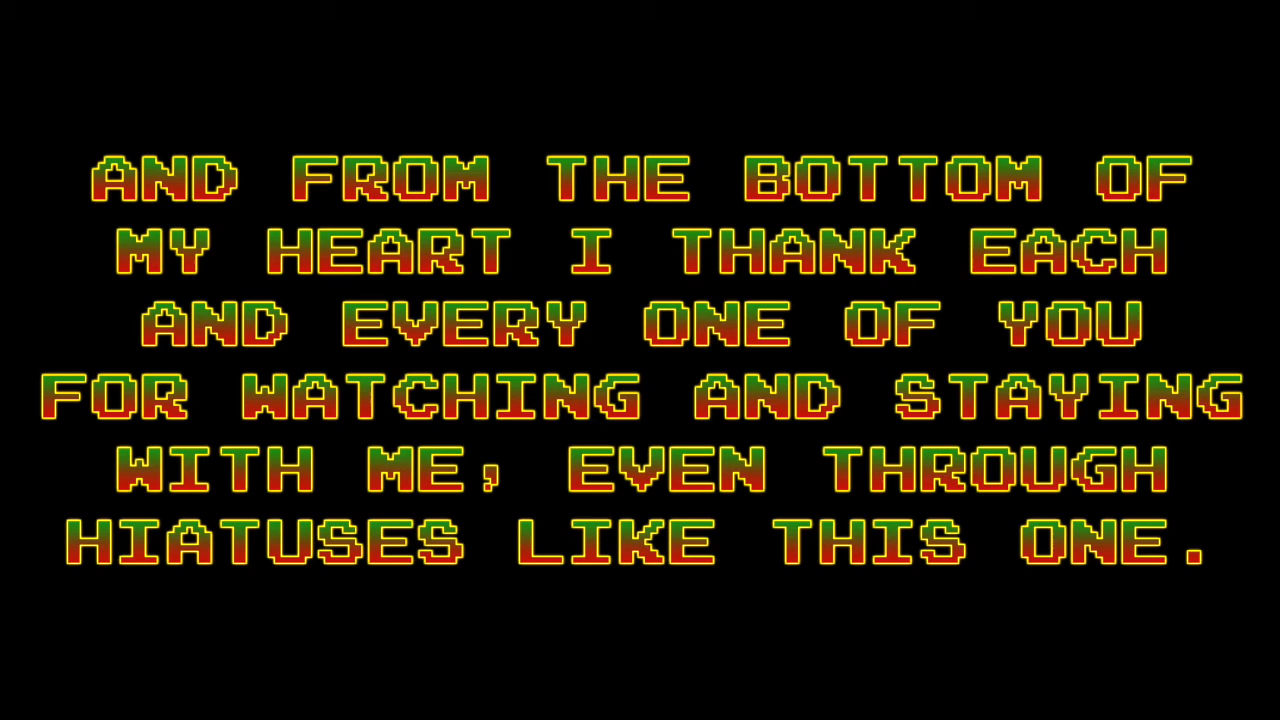 AND FROM THE BOTTOM OF
MY HEART I THANK EACH
AND EVERY ONE OF YOU
FOR WATCHING AND STAYING
WITH ME, EVEN THROUGH
HIATUSES LIKE THIS ONE.